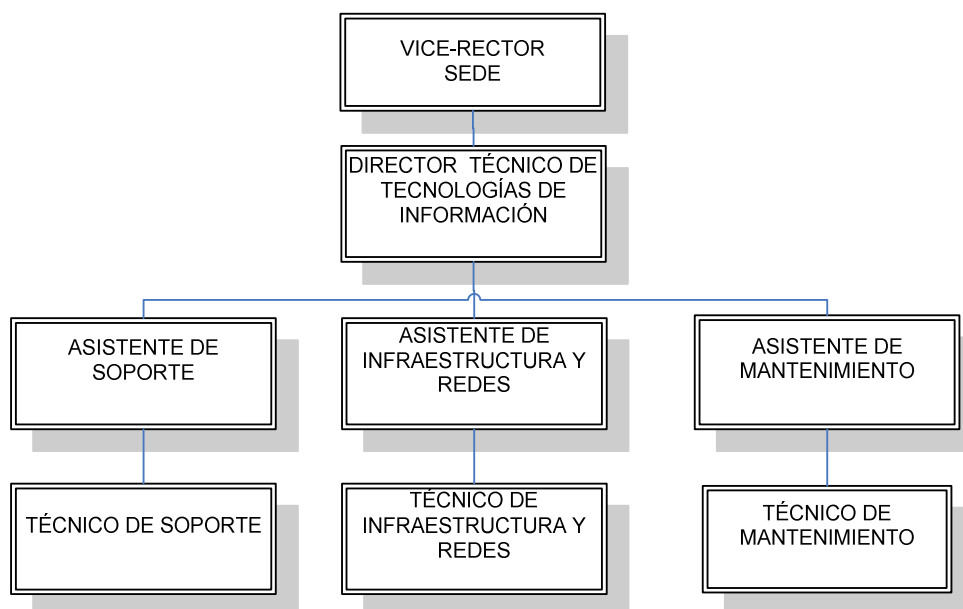 VICE-RECTOR
SEDE
DIRECTOR TÉCNICO DE
TECNOLOGÍAS DE
INFORMACIÓN
ASISTENTE DE
SOPORTE
ASISTENTE DE
INFRAESTRUCTURA Y
REDES
ASISTENTE DE
MANTENIMIENTO
TÉCNICO DE SOPORTE
TÉCNICO DE
INFRAESTRUCTURA Y
REDES
TÉCNICO DE
MANTENIMIENTO